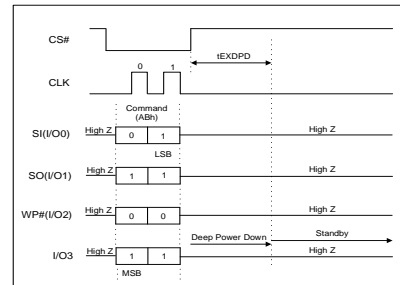 CS#
tEXDPD
0 1
CLK
Command
(ABh)
SI(I/O0) High Z 0 1 High Z
LSB
SO(I/O1) High Z 1 1 High Z
WP#(I/O2) High Z 0 0 High Z
Deep Power Down Standby
I/O3 High Z 1 1 High Z
MSB